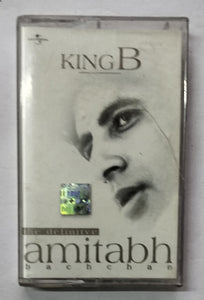 KING B
the definitive
amitabh
bachchan